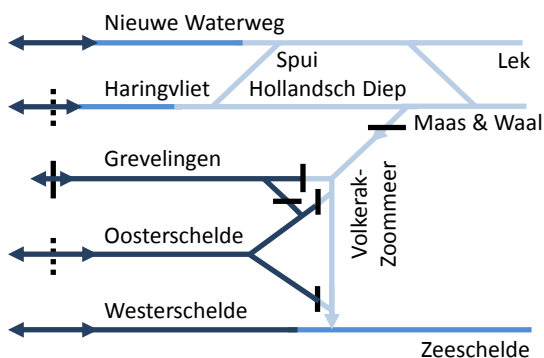 Nieuwe Waterweg
Spui
Lek
Haringvliet
Hollandsch Diep
Maas & Waal
Grevelingen
Volkerak-
Zoommeer
Oosterschelde
Westerschelde
Zeeschelde